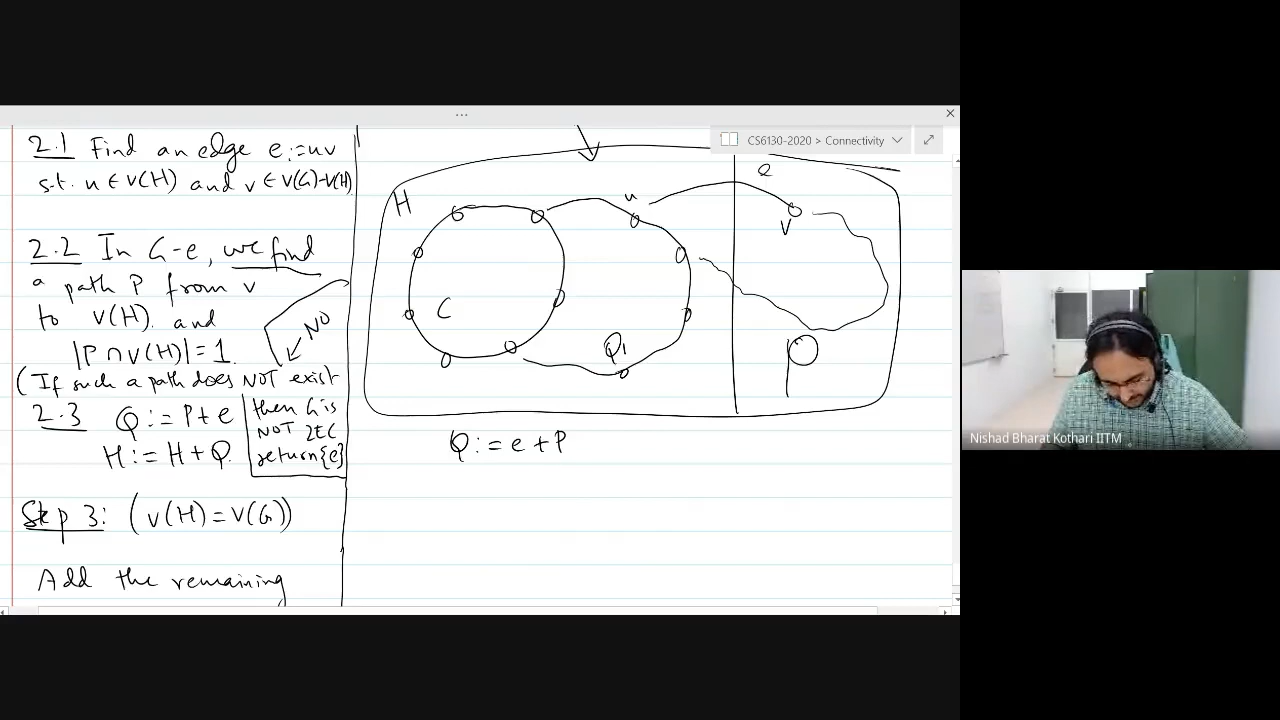 CS6130-2020 > Connectivity
2.1 Find an edge e:=uv
s.t. u ∈ V(H) and v ∈ V(G)-V(H)
2.2 In G-e, we find
a path P from v
to V(H). and
|P ∩ V(H)| = 1.
NO
(If such a path does NOT exist
then G is
NOT 2EC
return {e}
2.3 Q := P + e
H := H + Q.
Step 3: (V(H) = V(G))
Add the remaining
H
C
u
e
v
Q1
P
Q := e + P
Nishad Bharat Kothari IITM